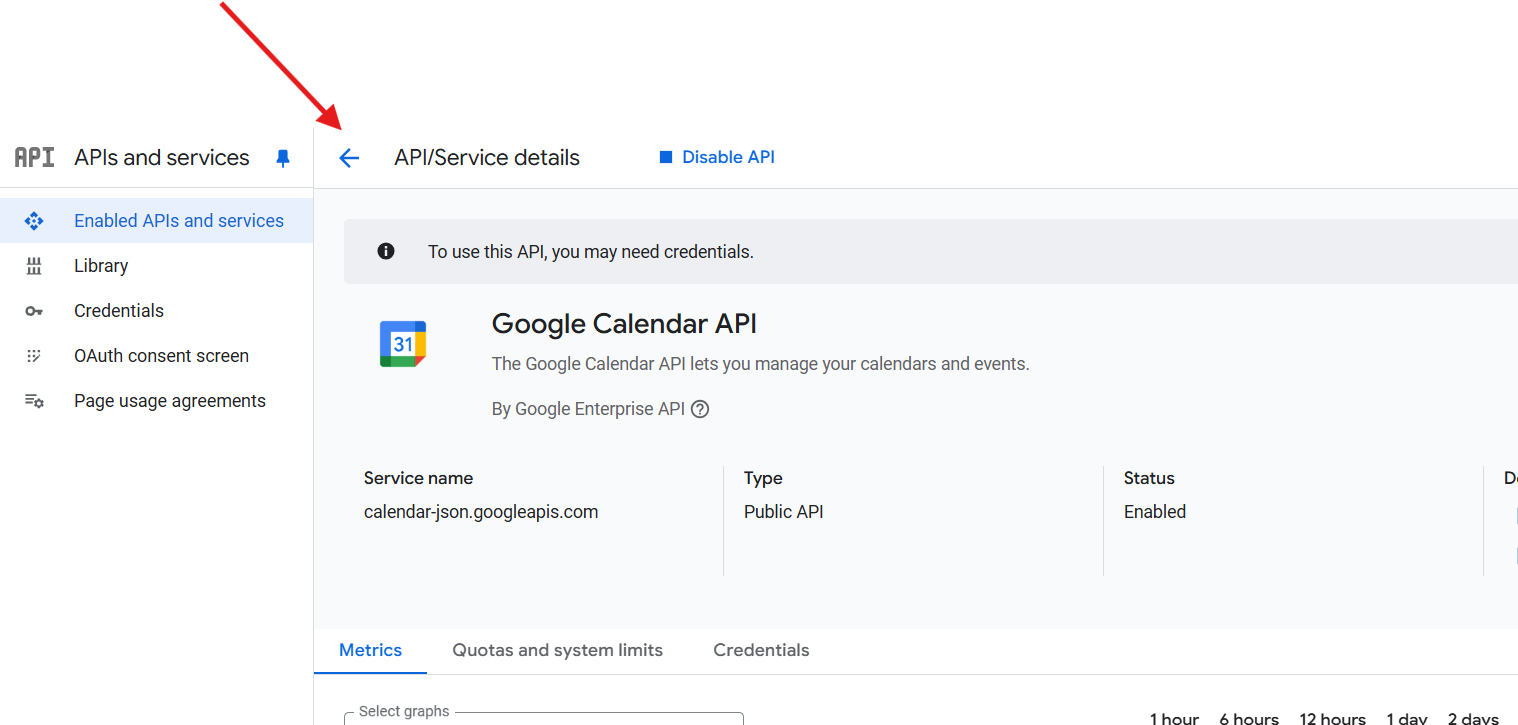 API APIs and services
API/Service details
Disable API
Enabled APIs and services
Library
Credentials
OAuth consent screen
Page usage agreements
To use this API, you may need credentials.
31
Google Calendar API
The Google Calendar API lets you manage your calendars and events.
By Google Enterprise API
Service name
calendar-json.googleapis.com
Type
Public API
Status
Enabled
Metrics
Quotas and system limits
Credentials
Select graphs
1 hour 6 hours 12 hours 1 day 2 days